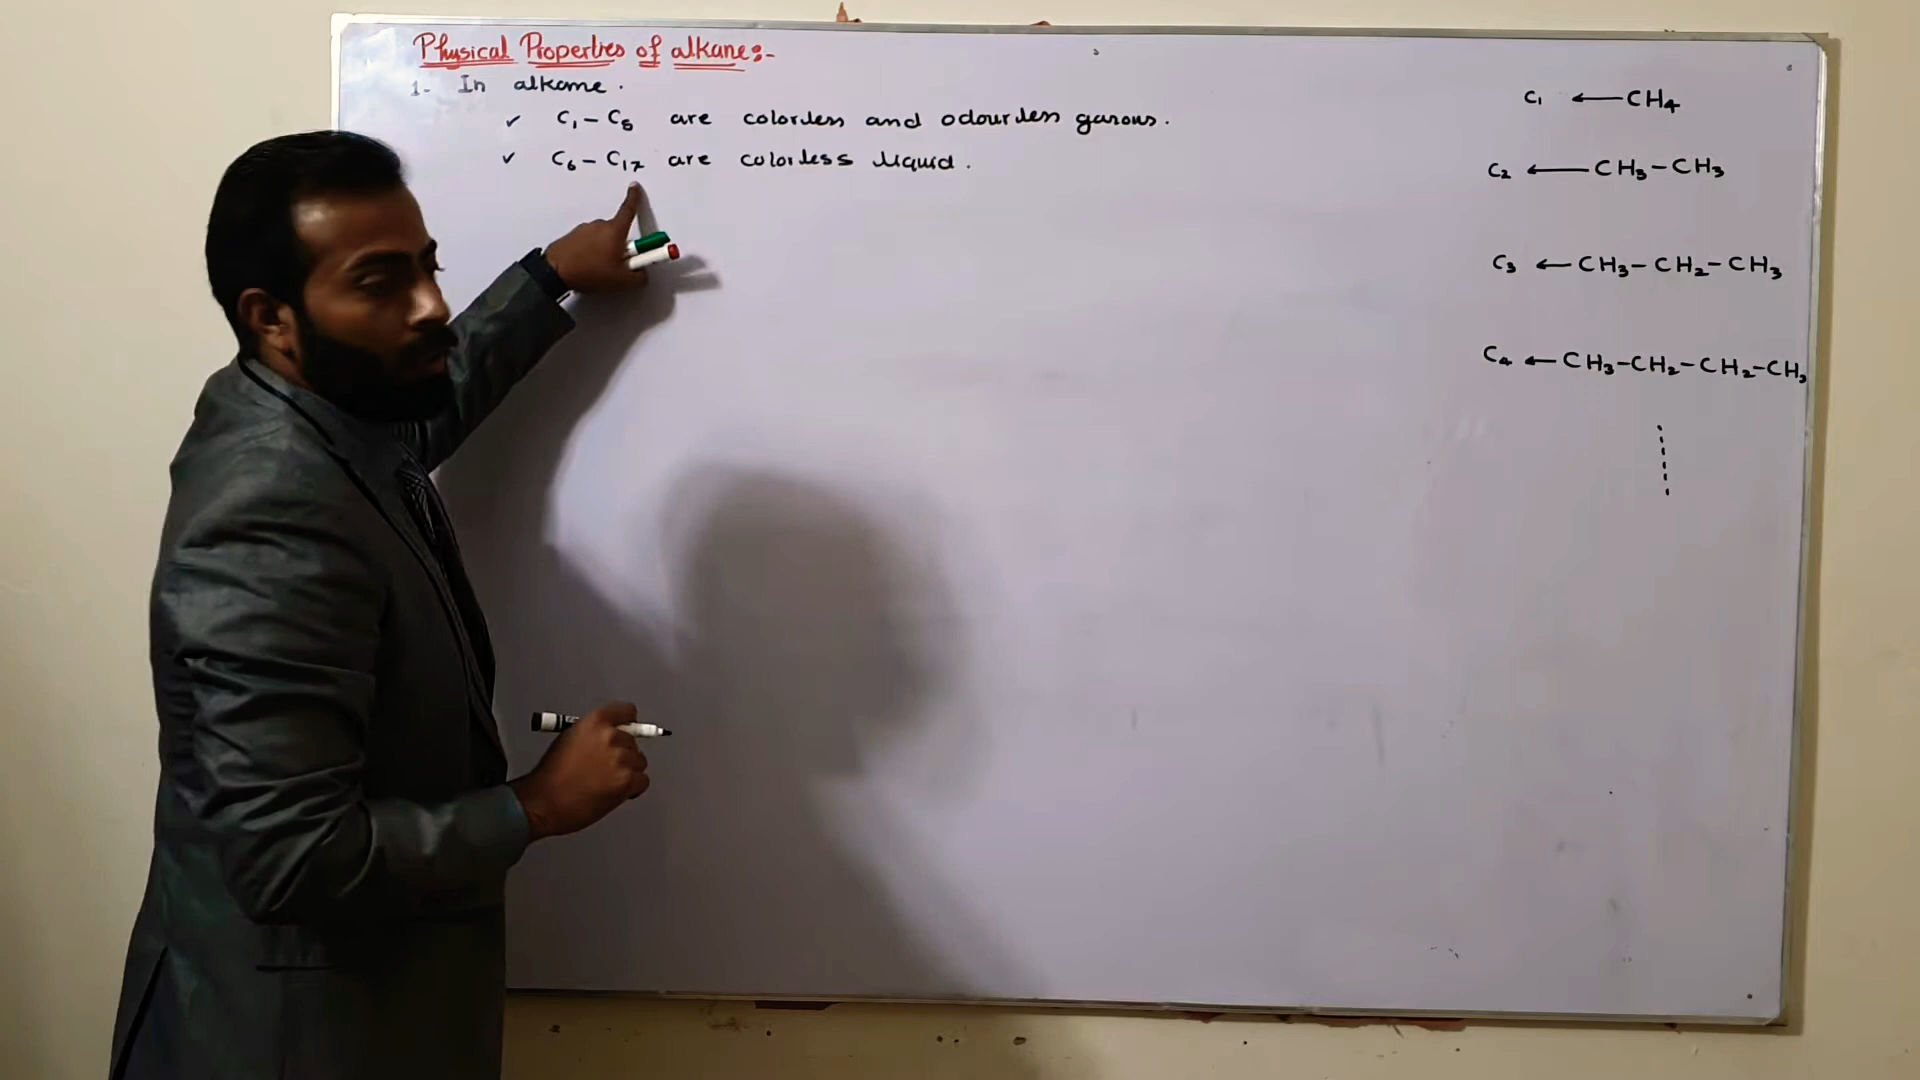 Physical Properties of alkane:-
1- In alkane.
✓ C₁ - C₅ are colorless and odourless gasous.
✓ C₆ - C₁₇ are colorless liquid.
C₁ ← CH₄
C₂ ← CH₃-CH₃
C₃ ← CH₃-CH₂-CH₃
C₄ ← CH₃-CH₂-CH₂-CH₃